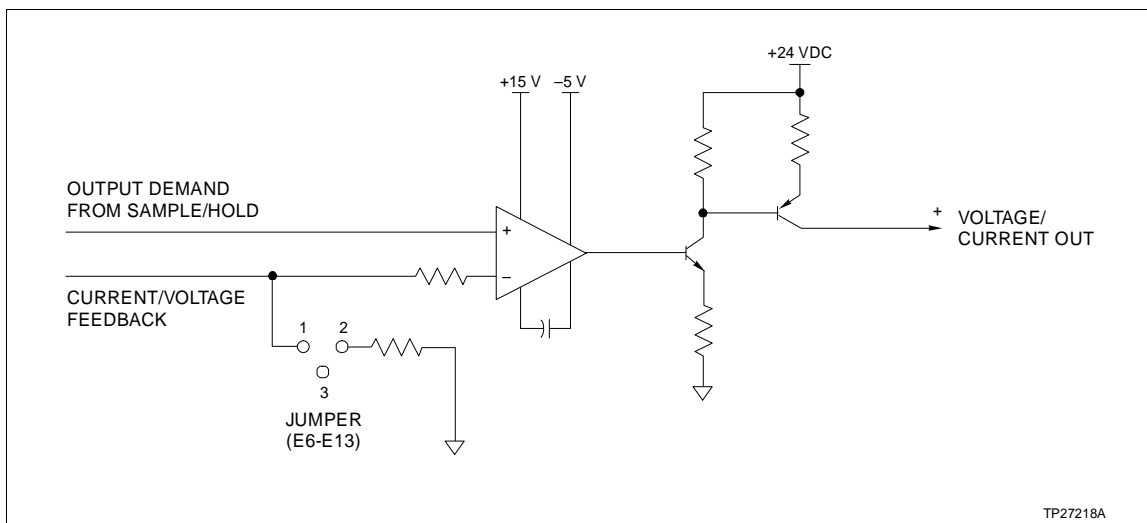 +24 VDC
+15 V
–5 V
OUTPUT DEMAND
FROM SAMPLE/HOLD
+
+
VOLTAGE/
CURRENT OUT
–
CURRENT/VOLTAGE
FEEDBACK
1
2
3
JUMPER
(E6-E13)
TP27218A